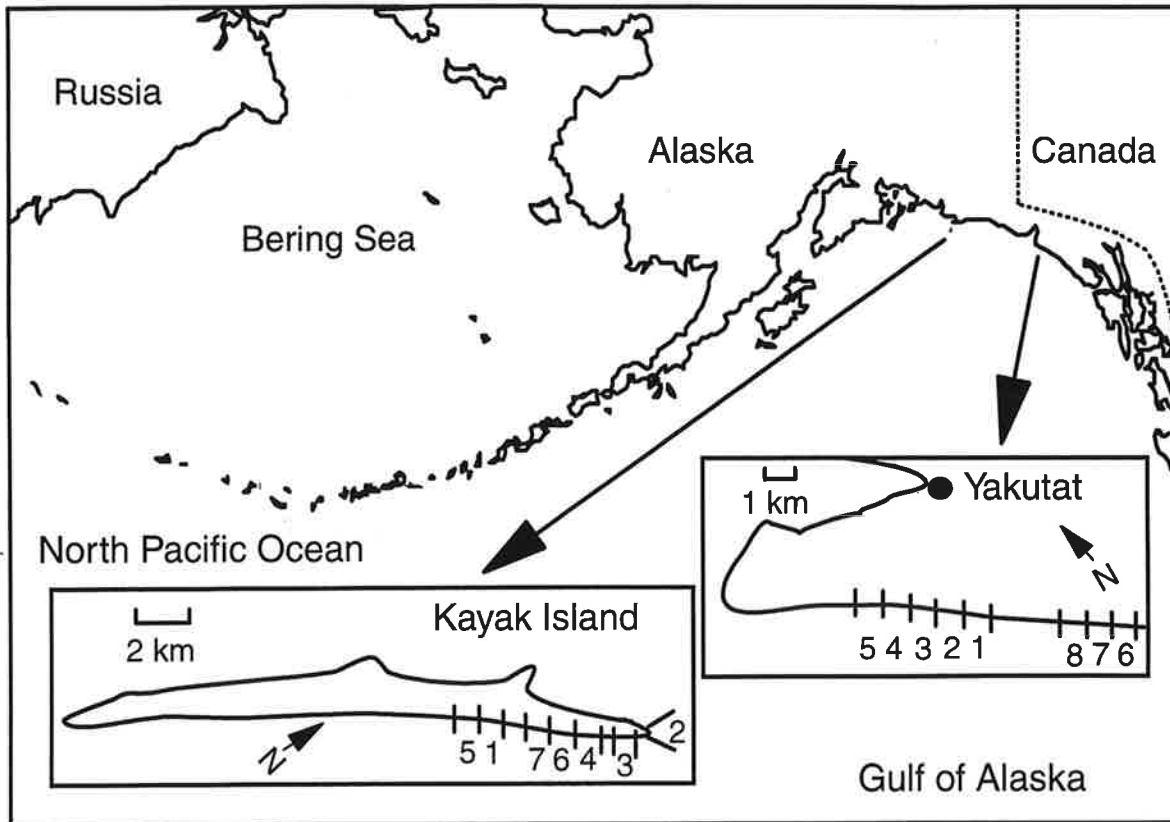 Russia
Alaska
Canada
Bering Sea
1 km
Yakutat
North Pacific Ocean
N
5 4 3 2 1 8 7 6
Kayak Island
2 km
N
5 1 7 6 4 3 2
Gulf of Alaska